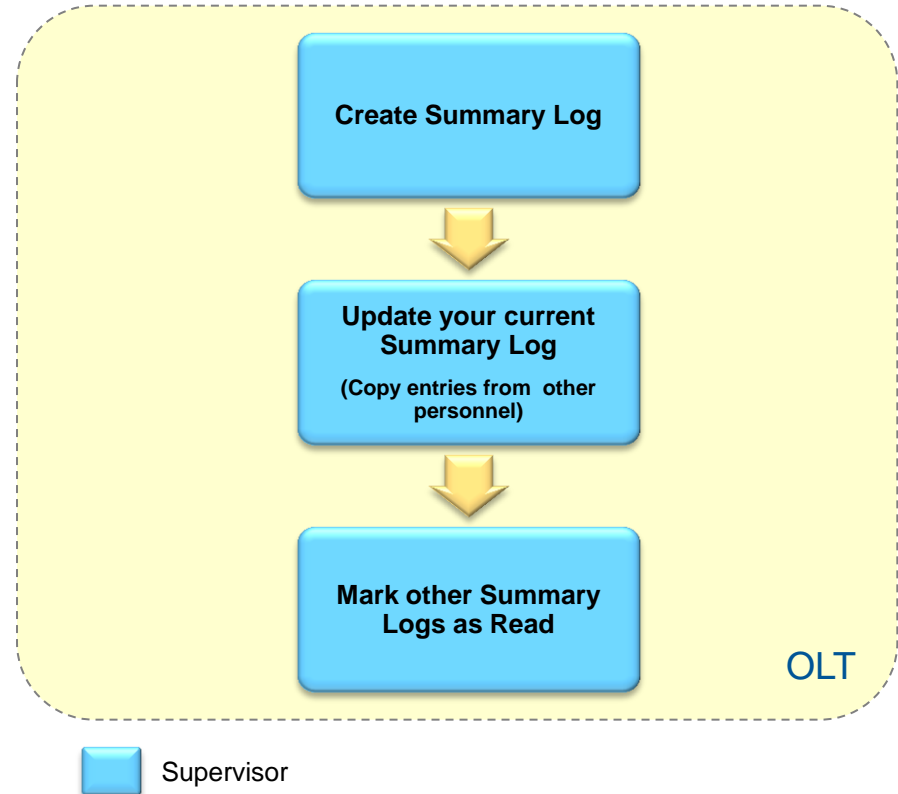 Create Summary Log
Update your current
Summary Log
(Copy entries from other
personnel)
Mark other Summary
Logs as Read
OLT
Supervisor